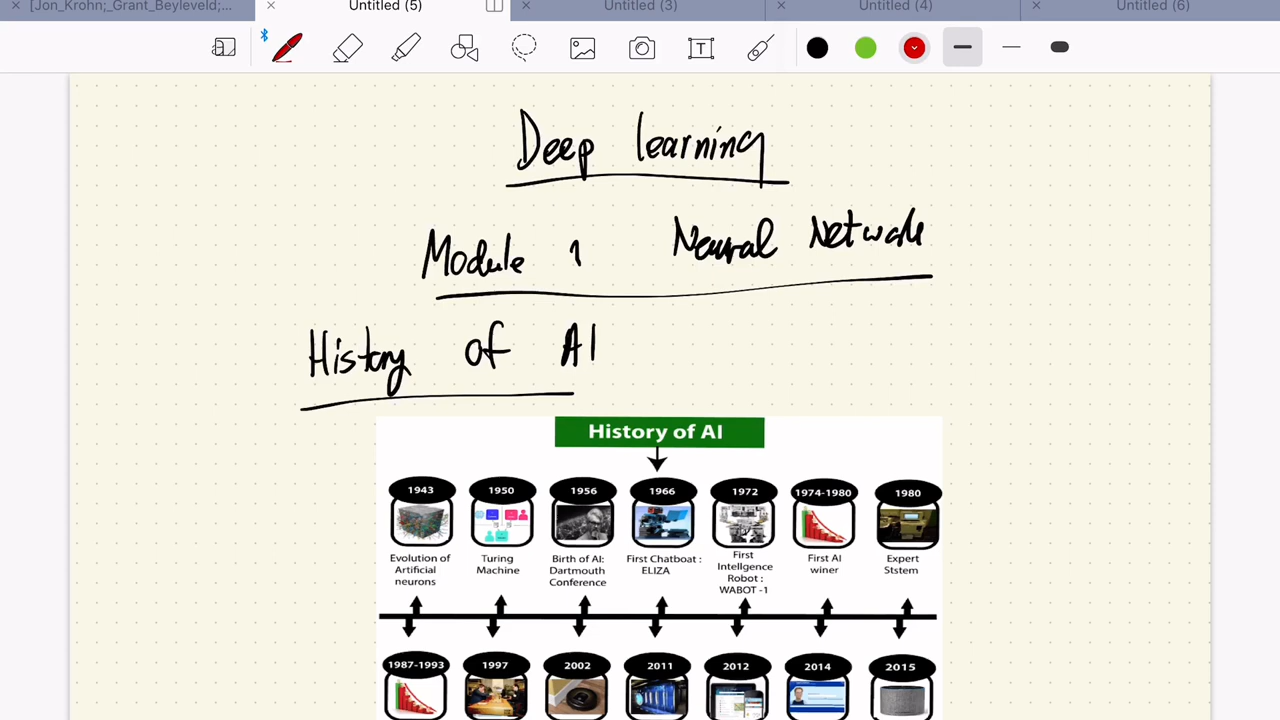 [Jon_Krohn;_Grant_Beyleveld;... Untitled (5) Untitled (3) Untitled (4) Untitled (6)
T
Deep learning
Module 1 Neural Network
History of AI
History of AI
1943 1950 1956 1966 1972 1974-1980 1980
Evolution of Artificial neurons
Turing Machine
Birth of AI: Dartmouth Conference
First Chatboat : ELIZA
First Intellgence Robot : WABOT -1
First AI winer
Expert Ststem
1987-1993 1997 2002 2011 2012 2014 2015